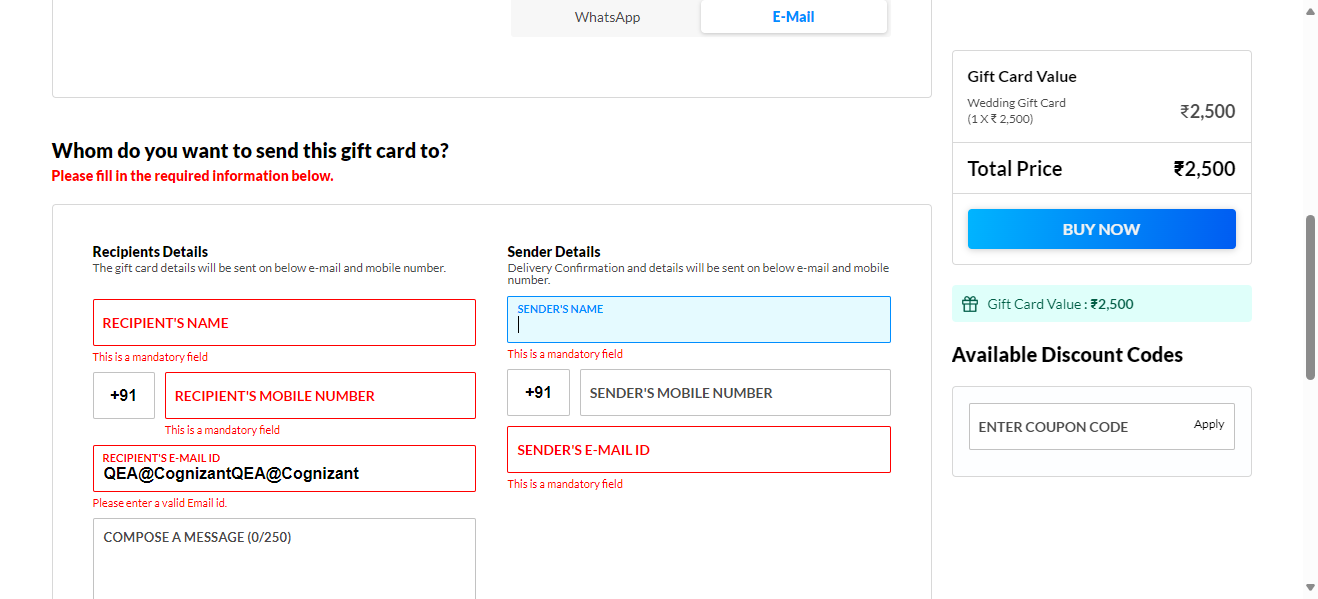 WhatsApp
E-Mail
Whom do you want to send this gift card to?
Please fill in the required information below.
Recipients Details
The gift card details will be sent on below e-mail and mobile number.
RECIPIENT'S NAME
This is a mandatory field
+91
RECIPIENT'S MOBILE NUMBER
This is a mandatory field
RECIPIENT'S E-MAIL ID
QEA@CognizantQEA@Cognizant
Please enter a valid Email id.
COMPOSE A MESSAGE (0/250)
Sender Details
Delivery Confirmation and details will be sent on below e-mail and mobile
number.
SENDER'S NAME
This is a mandatory field
+91
SENDER'S MOBILE NUMBER
SENDER'S E-MAIL ID
This is a mandatory field
Gift Card Value
Wedding Gift Card
(1 X ₹ 2,500)
₹2,500
Total Price
₹2,500
BUY NOW
Gift Card Value : ₹2,500
Available Discount Codes
ENTER COUPON CODE
Apply